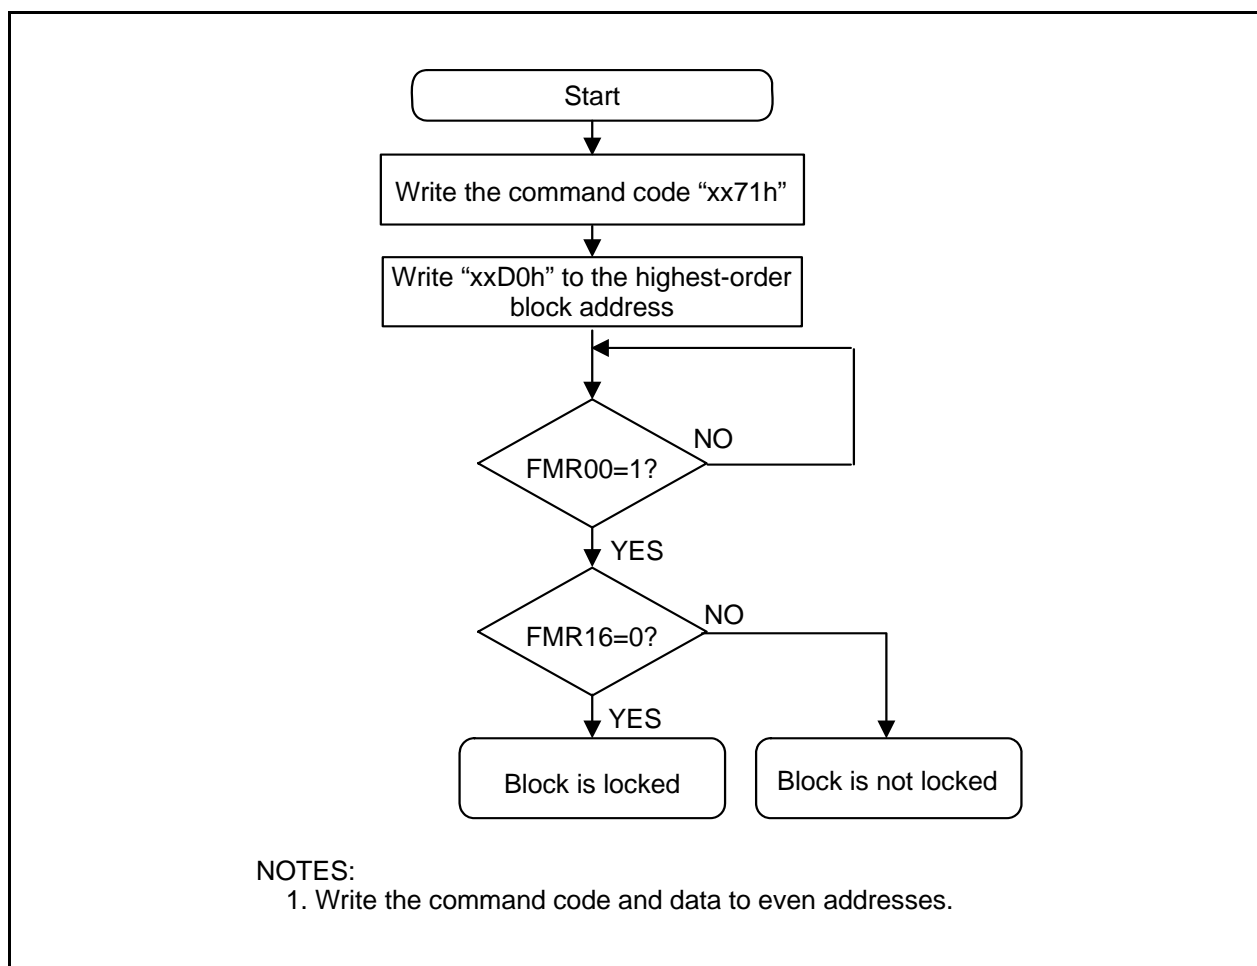 Start
Write the command code “xx71h”
Write “xxD0h” to the highest-order
block address
NO
FMR00=1?
YES
NO
FMR16=0?
YES
Block is locked
Block is not locked
NOTES:
1. Write the command code and data to even addresses.